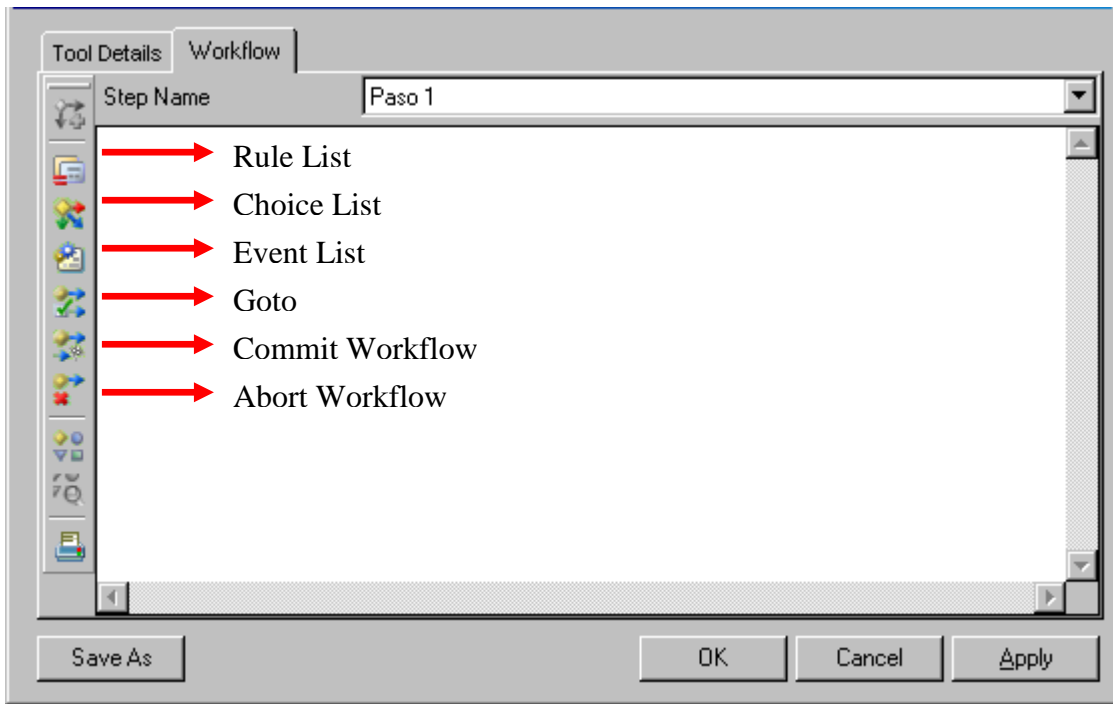 Tool Details Workflow
Step Name Paso 1
Rule List
Choice List
Event List
Goto
Commit Workflow
Abort Workflow
Save As OK Cancel Apply